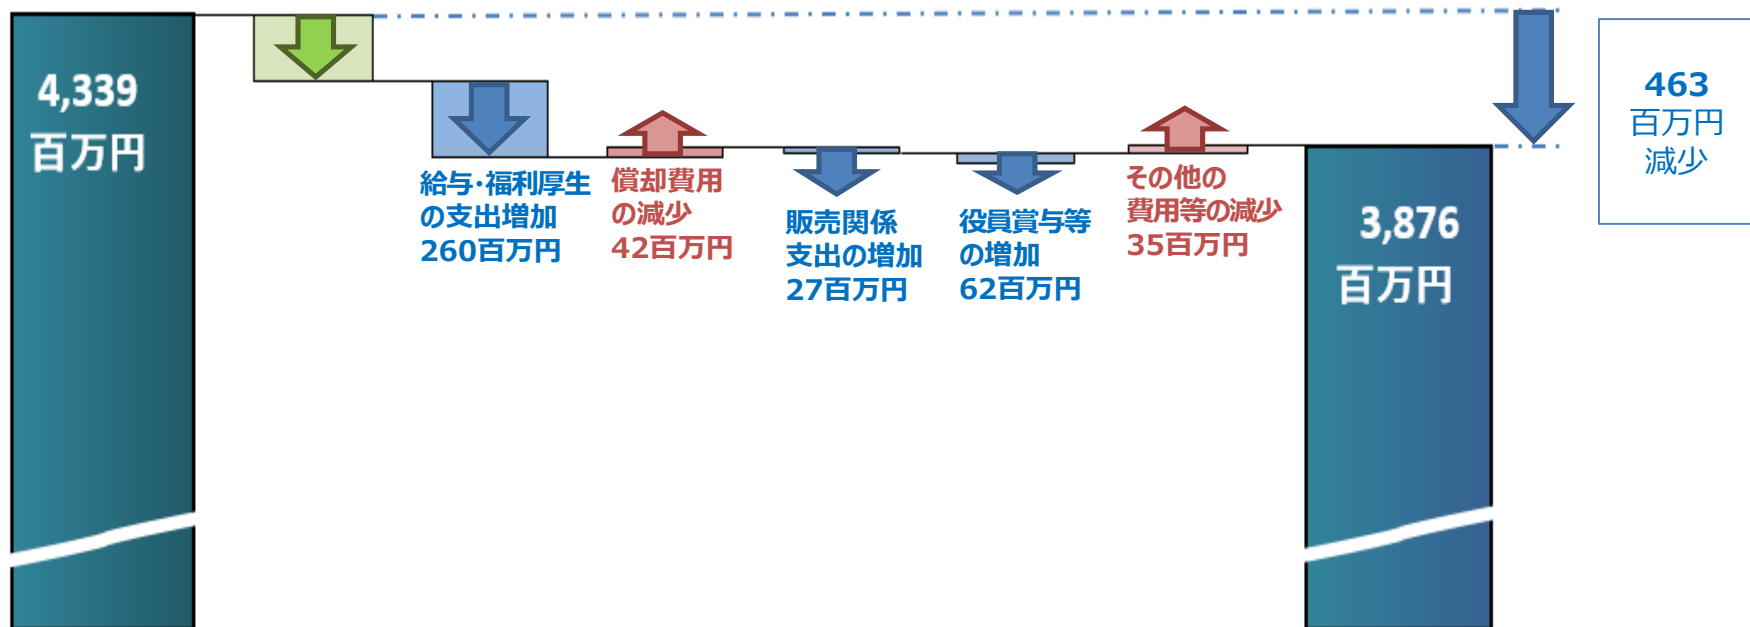 4,339
百万円
給与・福利厚生
の支出増加
260百万円
償却費用
の減少
42百万円
販売関係
支出の増加
27百万円
役員賞与等
の増加
62百万円
その他の
費用等の減少
35百万円
3,876
百万円
463
百万円
減少